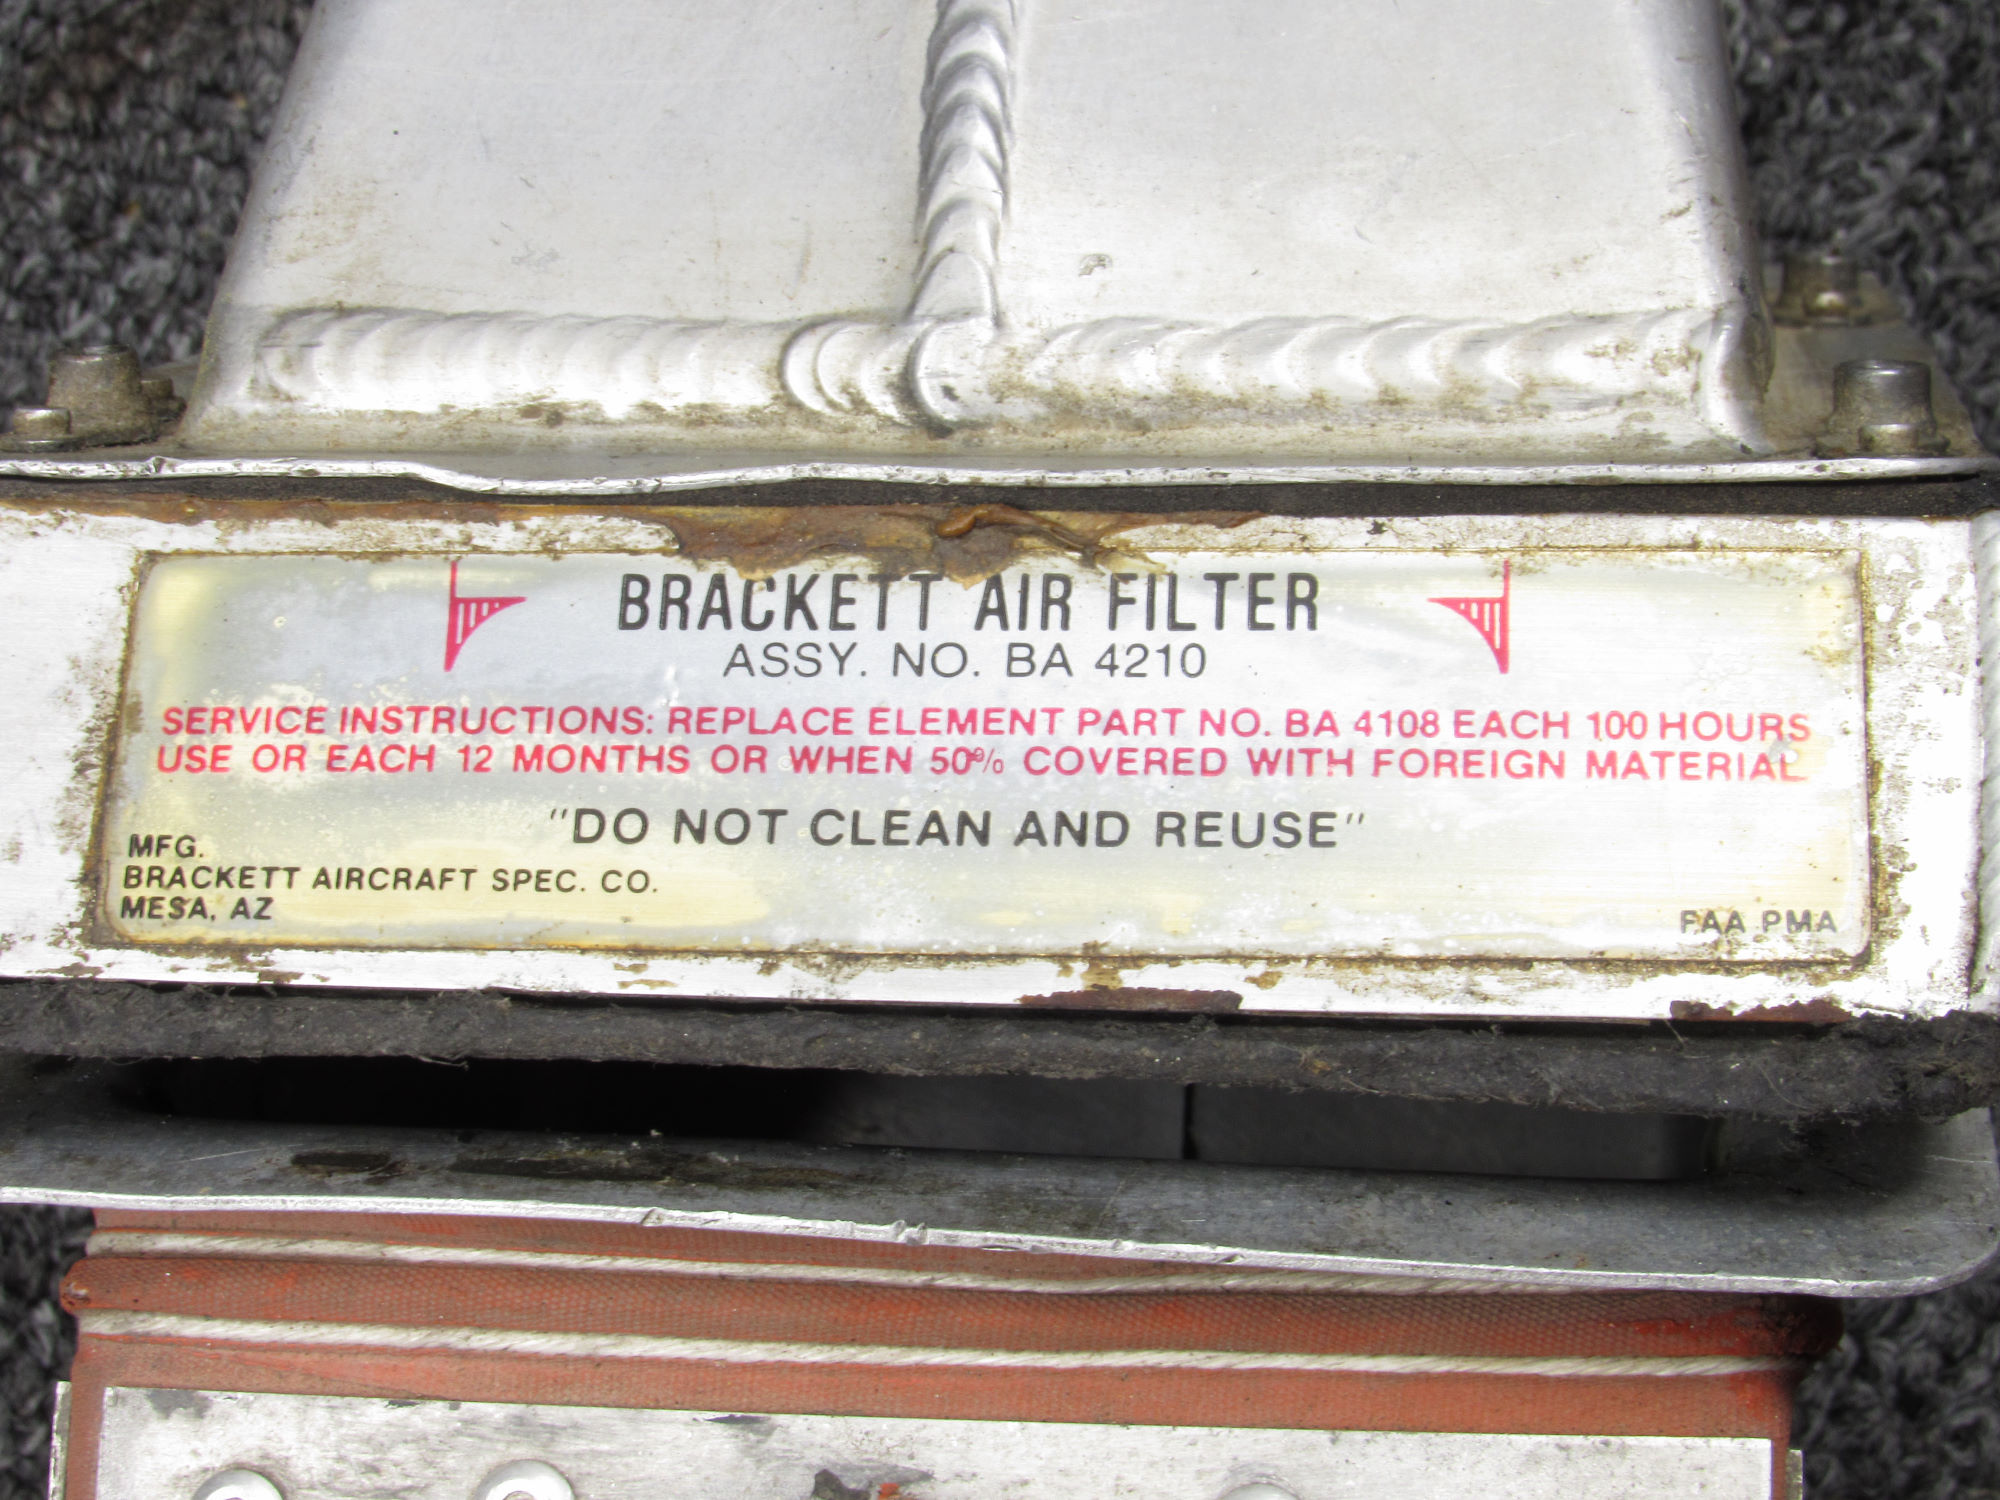 BRACKETT AIR FILTER
ASSY. NO. BA 4210
SERVICE INSTRUCTIONS: REPLACE ELEMENT PART NO. BA 4108 EACH 100 HOURS
USE OR EACH 12 MONTHS OR WHEN 50% COVERED WITH FOREIGN MATERIAL
"DO NOT CLEAN AND REUSE"
MFG.
BRACKETT AIRCRAFT SPEC. CO.
MESA, AZ
FAA PMA